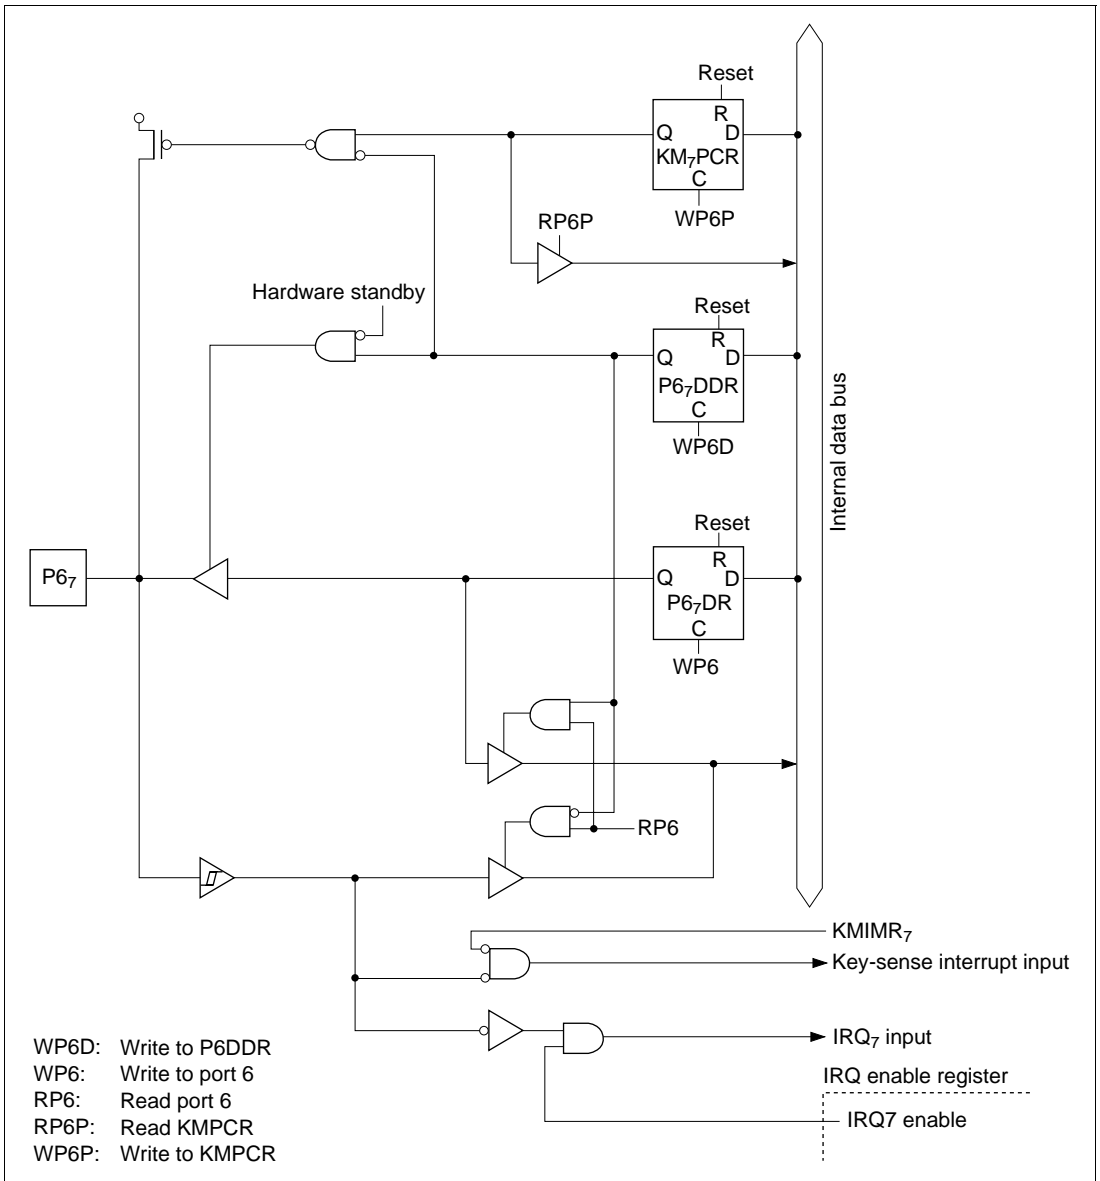 Reset
R
Q
D
KM₇PCR
C
WP6P
RP6P
Hardware standby
Reset
R
Q
D
P6₇DDR
C
WP6D
Internal data bus
Reset
R
P6₇
Q
D
P6₇DR
C
WP6
RP6
KMIMR₇
Key-sense interrupt input
IRQ₇ input
IRQ enable register
IRQ7 enable
WP6D: Write to P6DDR
WP6: Write to port 6
RP6: Read port 6
RP6P: Read KMPCR
WP6P: Write to KMPCR